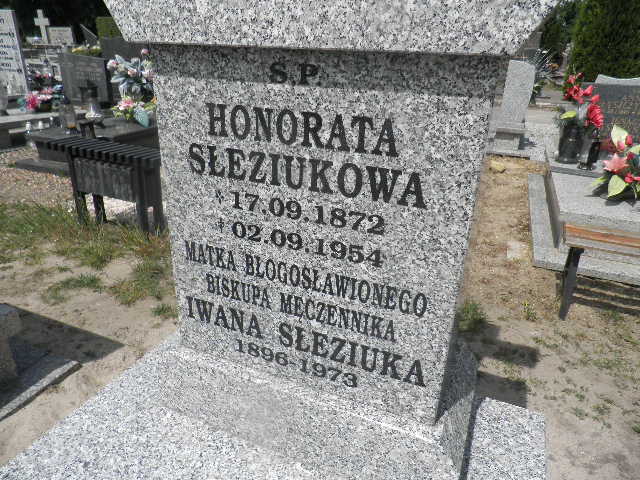 Ś.P.
HONORATA
SŁEZIUKOWA
* 17.09.1872
† 02.09.1954
MATKA BŁOGOSŁAWIONEGO
BISKUPA MĘCZENNIKA
IWANA SŁEZIUKA
1896-1973